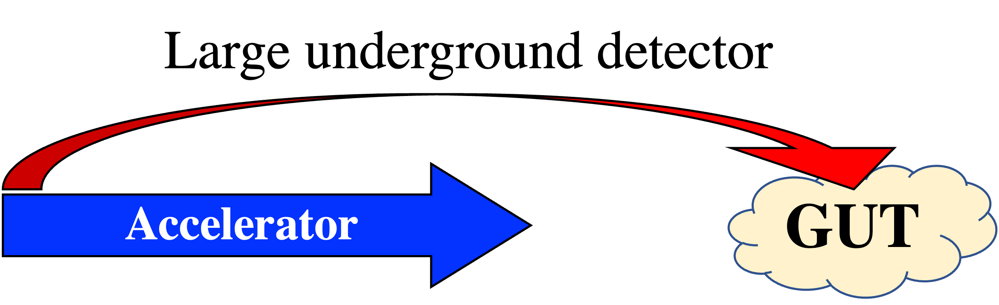 Large underground detector
Accelerator
GUT